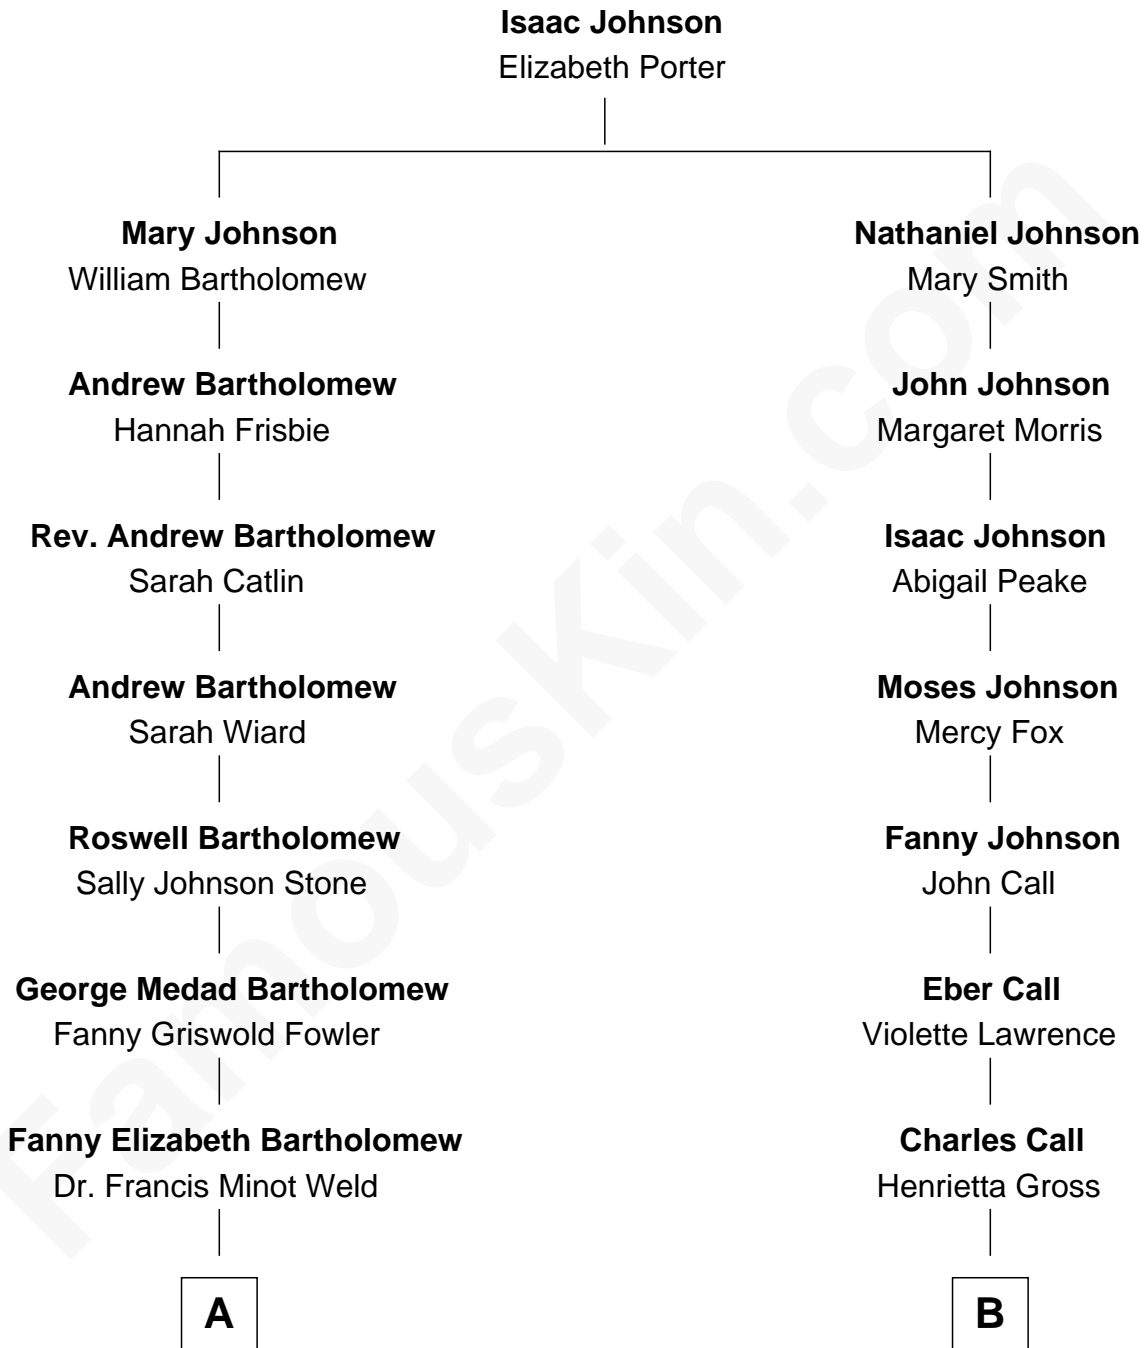 Isaac Johnson
Elizabeth Porter
Mary Johnson
William Bartholomew
Nathaniel Johnson
Mary Smith
Andrew Bartholomew
Hannah Frisbie
John Johnson
Margaret Morris
Rev. Andrew Bartholomew
Sarah Catlin
Isaac Johnson
Abigail Peake
Andrew Bartholomew
Sarah Wiard
Moses Johnson
Mercy Fox
Roswell Bartholomew
Sally Johnson Stone
Fanny Johnson
John Call
George Medad Bartholomew
Fanny Griswold Fowler
Eber Call
Violette Lawrence
Fanny Elizabeth Bartholomew
Dr. Francis Minot Weld
Charles Call
Henrietta Gross
A
B
FamousKin.com